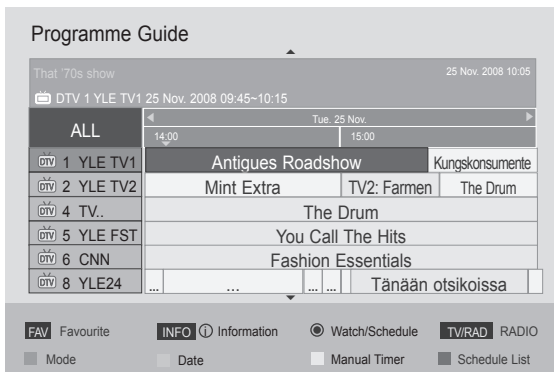 Programme Guide
That '70s show 25 Nov. 2008 10:05
DTV 1 YLE TV1 25 Nov. 2008 09:45~10:15
ALL Tue. 25 Nov.
14:00 15:00
DTV 1 YLE TV1 Antigues Roadshow Kungskonsumente
DTV 2 YLE TV2 Mint Extra TV2: Farmen The Drum
DTV 4 TV.. The Drum
DTV 5 YLE FST You Call The Hits
DTV 6 CNN Fashion Essentials
DTV 8 YLE24 ... ... ... ... Tänään otsikoissa
FAV Favourite INFO i Information Watch/Schedule TV/RAD RADIO
Mode Date Manual Timer Schedule List